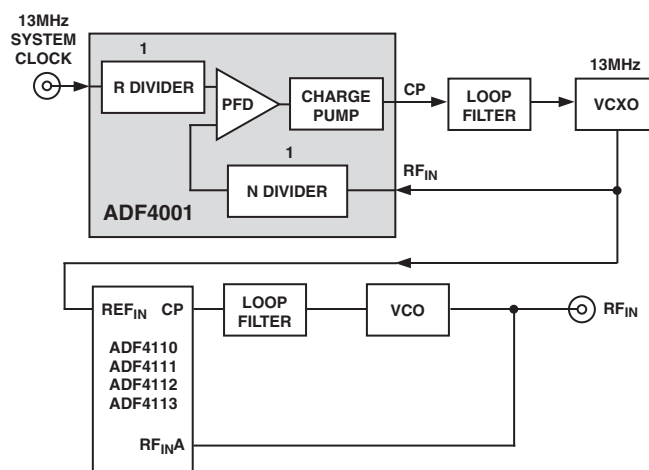 13MHz
SYSTEM
CLOCK
1
R DIVIDER
PFD
CHARGE
PUMP
CP
LOOP
FILTER
13MHz
VCXO
1
N DIVIDER
RFIN
ADF4001
REFIN CP
LOOP
FILTER
VCO
RFIN
ADF4110
ADF4111
ADF4112
ADF4113
RFINA